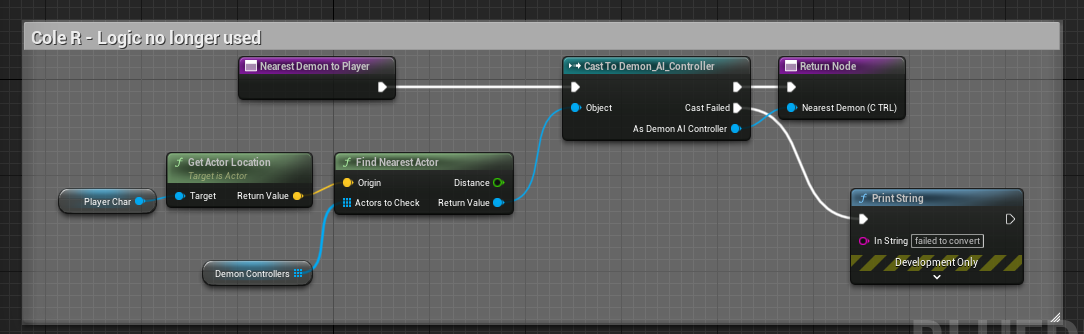 Cole R - Logic no longer used
Nearest Demon to Player
Cast To Demon_AI_Controller
Object
Cast Failed
As Demon AI Controller
Return Node
Nearest Demon (C TRL)
Get Actor Location
Target is Actor
Target
Return Value
Find Nearest Actor
Origin
Distance
Actors to Check
Return Value
Player Char
Demon Controllers
Print String
In String
failed to convert
Development Only